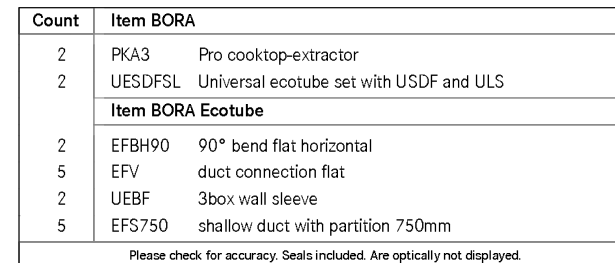 Count Item BORA
2 PKA3 Pro cooktop-extractor
2 UESDFSL Universal ecotube set with USDF and ULS
Item BORA Ecotube
2 EFBH90 90° bend flat horizontal
5 EFV duct connection flat
2 UEBF 3box wall sleeve
5 EFS750 shallow duct with partition 750mm
Please check for accuracy. Seals included. Are optically not displayed.